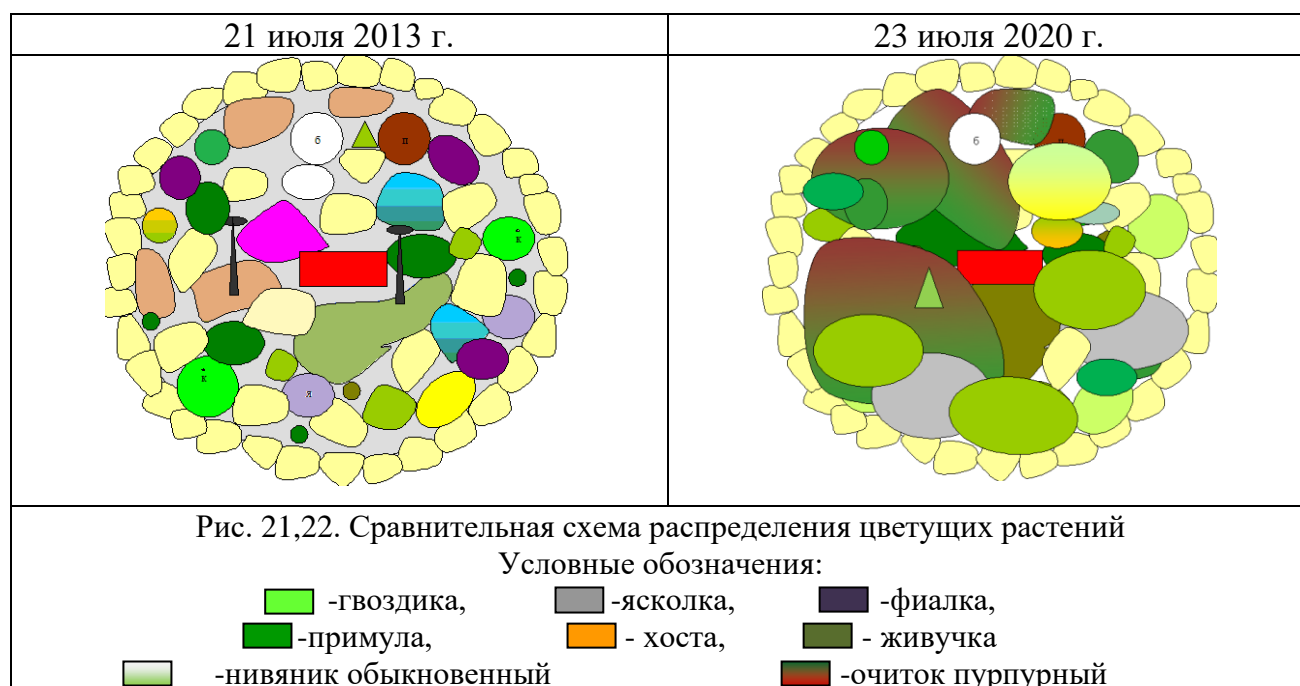 21 июля 2013 г.
23 июля 2020 г.
б
п
к
к
я
б
Рис. 21,22. Сравнительная схема распределения цветущих растений
Условные обозначения:
-гвоздика, -ясколка, -фиалка,
-примула, - хоста, - живучка
-нивяник обыкновенный -очиток пурпурный